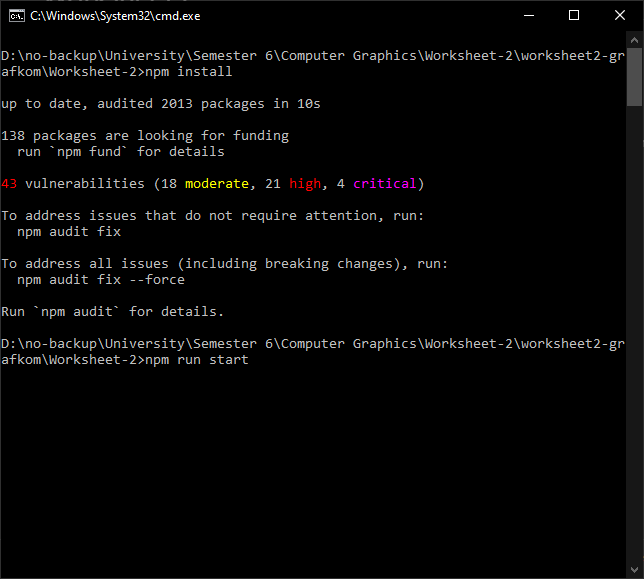 C:\Windows\System32\cmd.exe
D:\no-backup\University\Semester 6\Computer Graphics\Worksheet-2\worksheet2-gr
afkom\Worksheet-2>npm install
up to date, audited 2013 packages in 10s
138 packages are looking for funding
  run `npm fund` for details
43 vulnerabilities (18 moderate, 21 high, 4 critical)
To address issues that do not require attention, run:
  npm audit fix
To address all issues (including breaking changes), run:
  npm audit fix --force
Run `npm audit` for details.
D:\no-backup\University\Semester 6\Computer Graphics\Worksheet-2\worksheet2-gr
afkom\Worksheet-2>npm run start